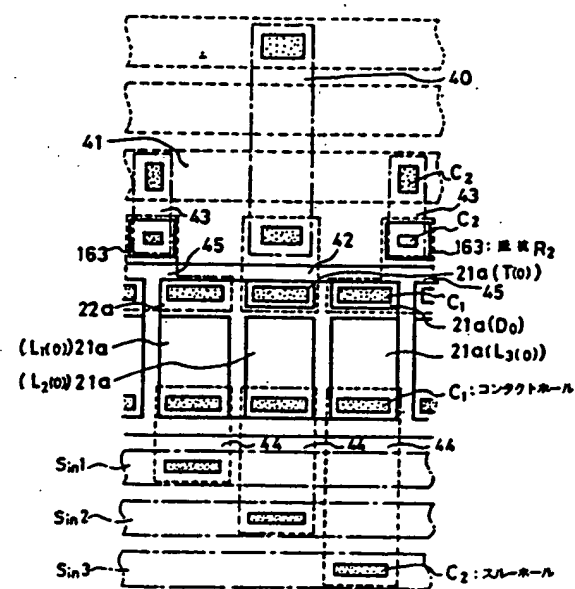 40
41
C2
43
43
C2
163
45
42
163:抵抗R2
21a(T(0))
45
22a
C1
21a(D0)
(L1(0))21a
21a(L3(0))
(L2(0))21a
C1:コンタクトホール
44
44
44
Sin1
Sin2
Sin3
C2:スルーホール